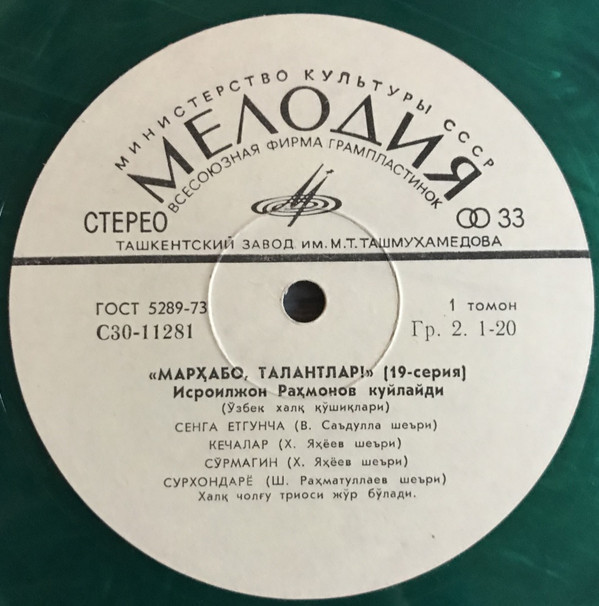 МИНИСТЕРСТВО КУЛЬТУРЫ СССР
МЕЛОДИЯ
ВСЕСОЮЗНАЯ ФИРМА ГРАМПЛАСТИНОК
СТЕРЕО 33
ТАШКЕНТСКИЙ ЗАВОД ИМ. М.Т. ТАШМУХАМЕДОВА
ГОСТ 5289-73 1 томон
С30-11281 Гр. 2. 1-20
«МАРҲАБО, ТАЛАНТЛАР!» (19-серия)
Исроилжон Раҳмонов куйлайди
(Ўзбек халқ қўшиқлари)
СЕНГА ЕТГУНЧА (В. Саъдулла шеъри)
КЕЧАЛАР (Х. Яҳёев шеъри)
СЎРМАГИН (Х. Яҳёев шеъри)
СУРХОНДАРЁ (Ш. Раҳматуллаев шеъри)
Халқ чолғу триоси жўр бўлади.